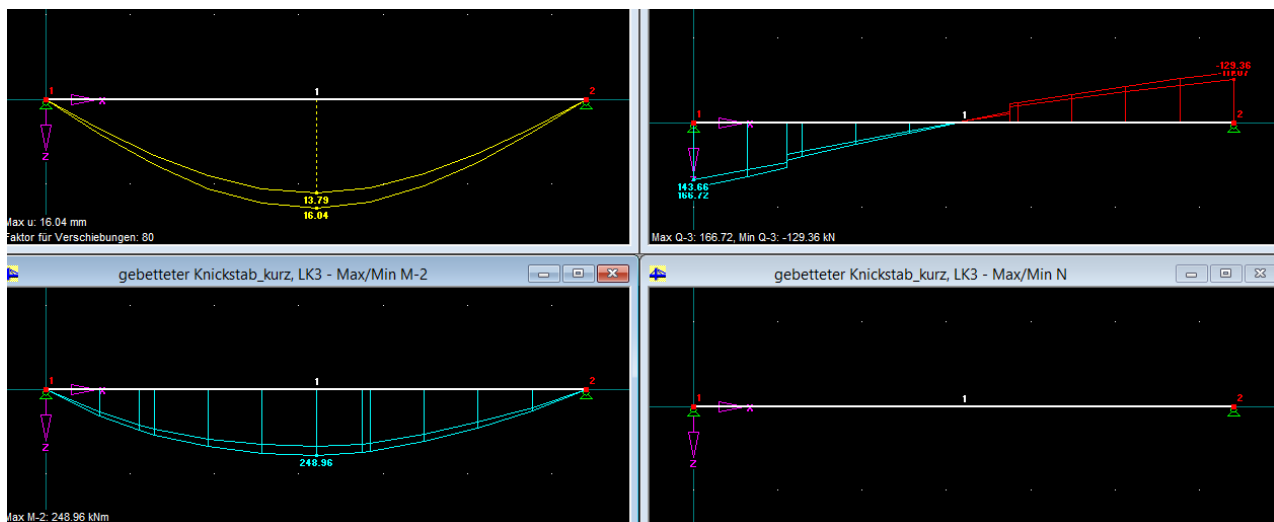 1
x
1
2
z
13.79
16.04
Max u: 16.04 mm
Faktor für Verschiebungen: 80
1
x
1
2
-129.36
143.66
166.72
Max Q-3: 166.72, Min Q-3: -129.36 kN
gebetteter Knickstab_kurz, LK3 - Max/Min M-2
1
x
1
2
z
248.96
Max M-2: 248.96 kNm
gebetteter Knickstab_kurz, LK3 - Max/Min N
1
x
1
2
z